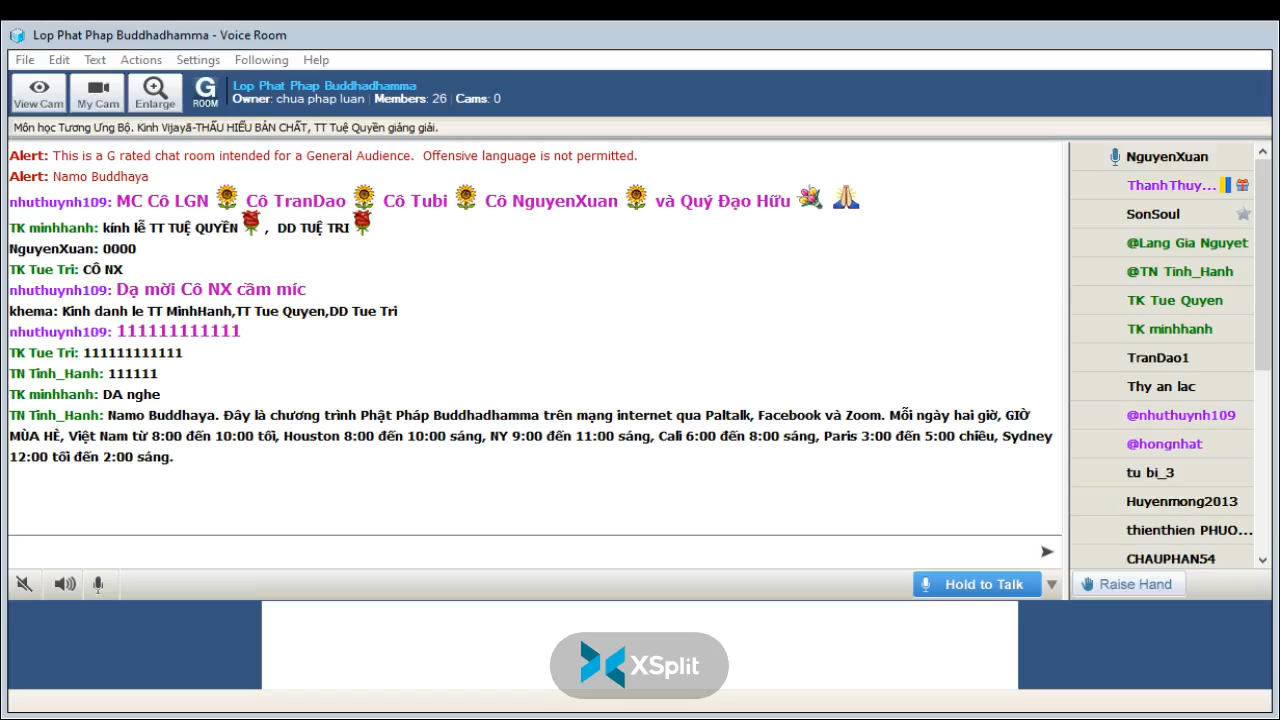 Lop Phat Phap Buddhadhamma - Voice Room
File Edit Text Actions Settings Following Help
View Cam My Cam Enlarge G ROOM
Lop Phat Phap Buddhadhamma
Owner: chua phap luan | Members: 26 | Cams: 0
Môn học Tương Ưng Bộ. Kinh Vijayā-THẤU HIỂU BẢN CHẤT, TT Tuệ Quyền giảng giải.
Alert: This is a G rated chat room intended for a General Audience. Offensive language is not permitted.
Alert: Namo Buddhaya
nhuthuynh109: MC Cô LGN Cô TranDao Cô Tubi Cô NguyenXuan và Quý Đạo Hữu
TK minhhanh: kính lễ TT TUỆ QUYỀN , DD TUỆ TRI
NguyenXuan: 0000
TK Tue Tri: CÔ NX
nhuthuynh109: Dạ mời Cô NX cầm míc
khema: Kinh danh le TT MinhHanh,TT Tue Quyen,DD Tue Tri
nhuthuynh109: 111111111111
TK Tue Tri: 111111111111
TN Tinh_Hanh: 111111
TK minhhanh: DA nghe
TN Tinh_Hanh: Namo Buddhaya. Đây là chương trình Phật Pháp Buddhadhamma trên mạng internet qua Paltalk, Facebook và Zoom. Mỗi ngày hai giờ, GIỜ
MÙA HÈ, Việt Nam từ 8:00 đến 10:00 tối, Houston 8:00 đến 10:00 sáng, NY 9:00 đến 11:00 sáng, Cali 6:00 đến 8:00 sáng, Paris 3:00 đến 5:00 chiều, Sydney
12:00 tối đến 2:00 sáng.
NguyenXuan
ThanhThuy...
SonSoul
@Lang Gia Nguyet
@TN Tinh_Hanh
TK Tue Quyen
TK minhhanh
TranDao1
Thy an lac
@nhuthuynh109
@hongnhat
tu bi_3
Huyenmong2013
thienthien PHUO...
CHAUPHAN54
Hold to Talk
Raise Hand
XSplit